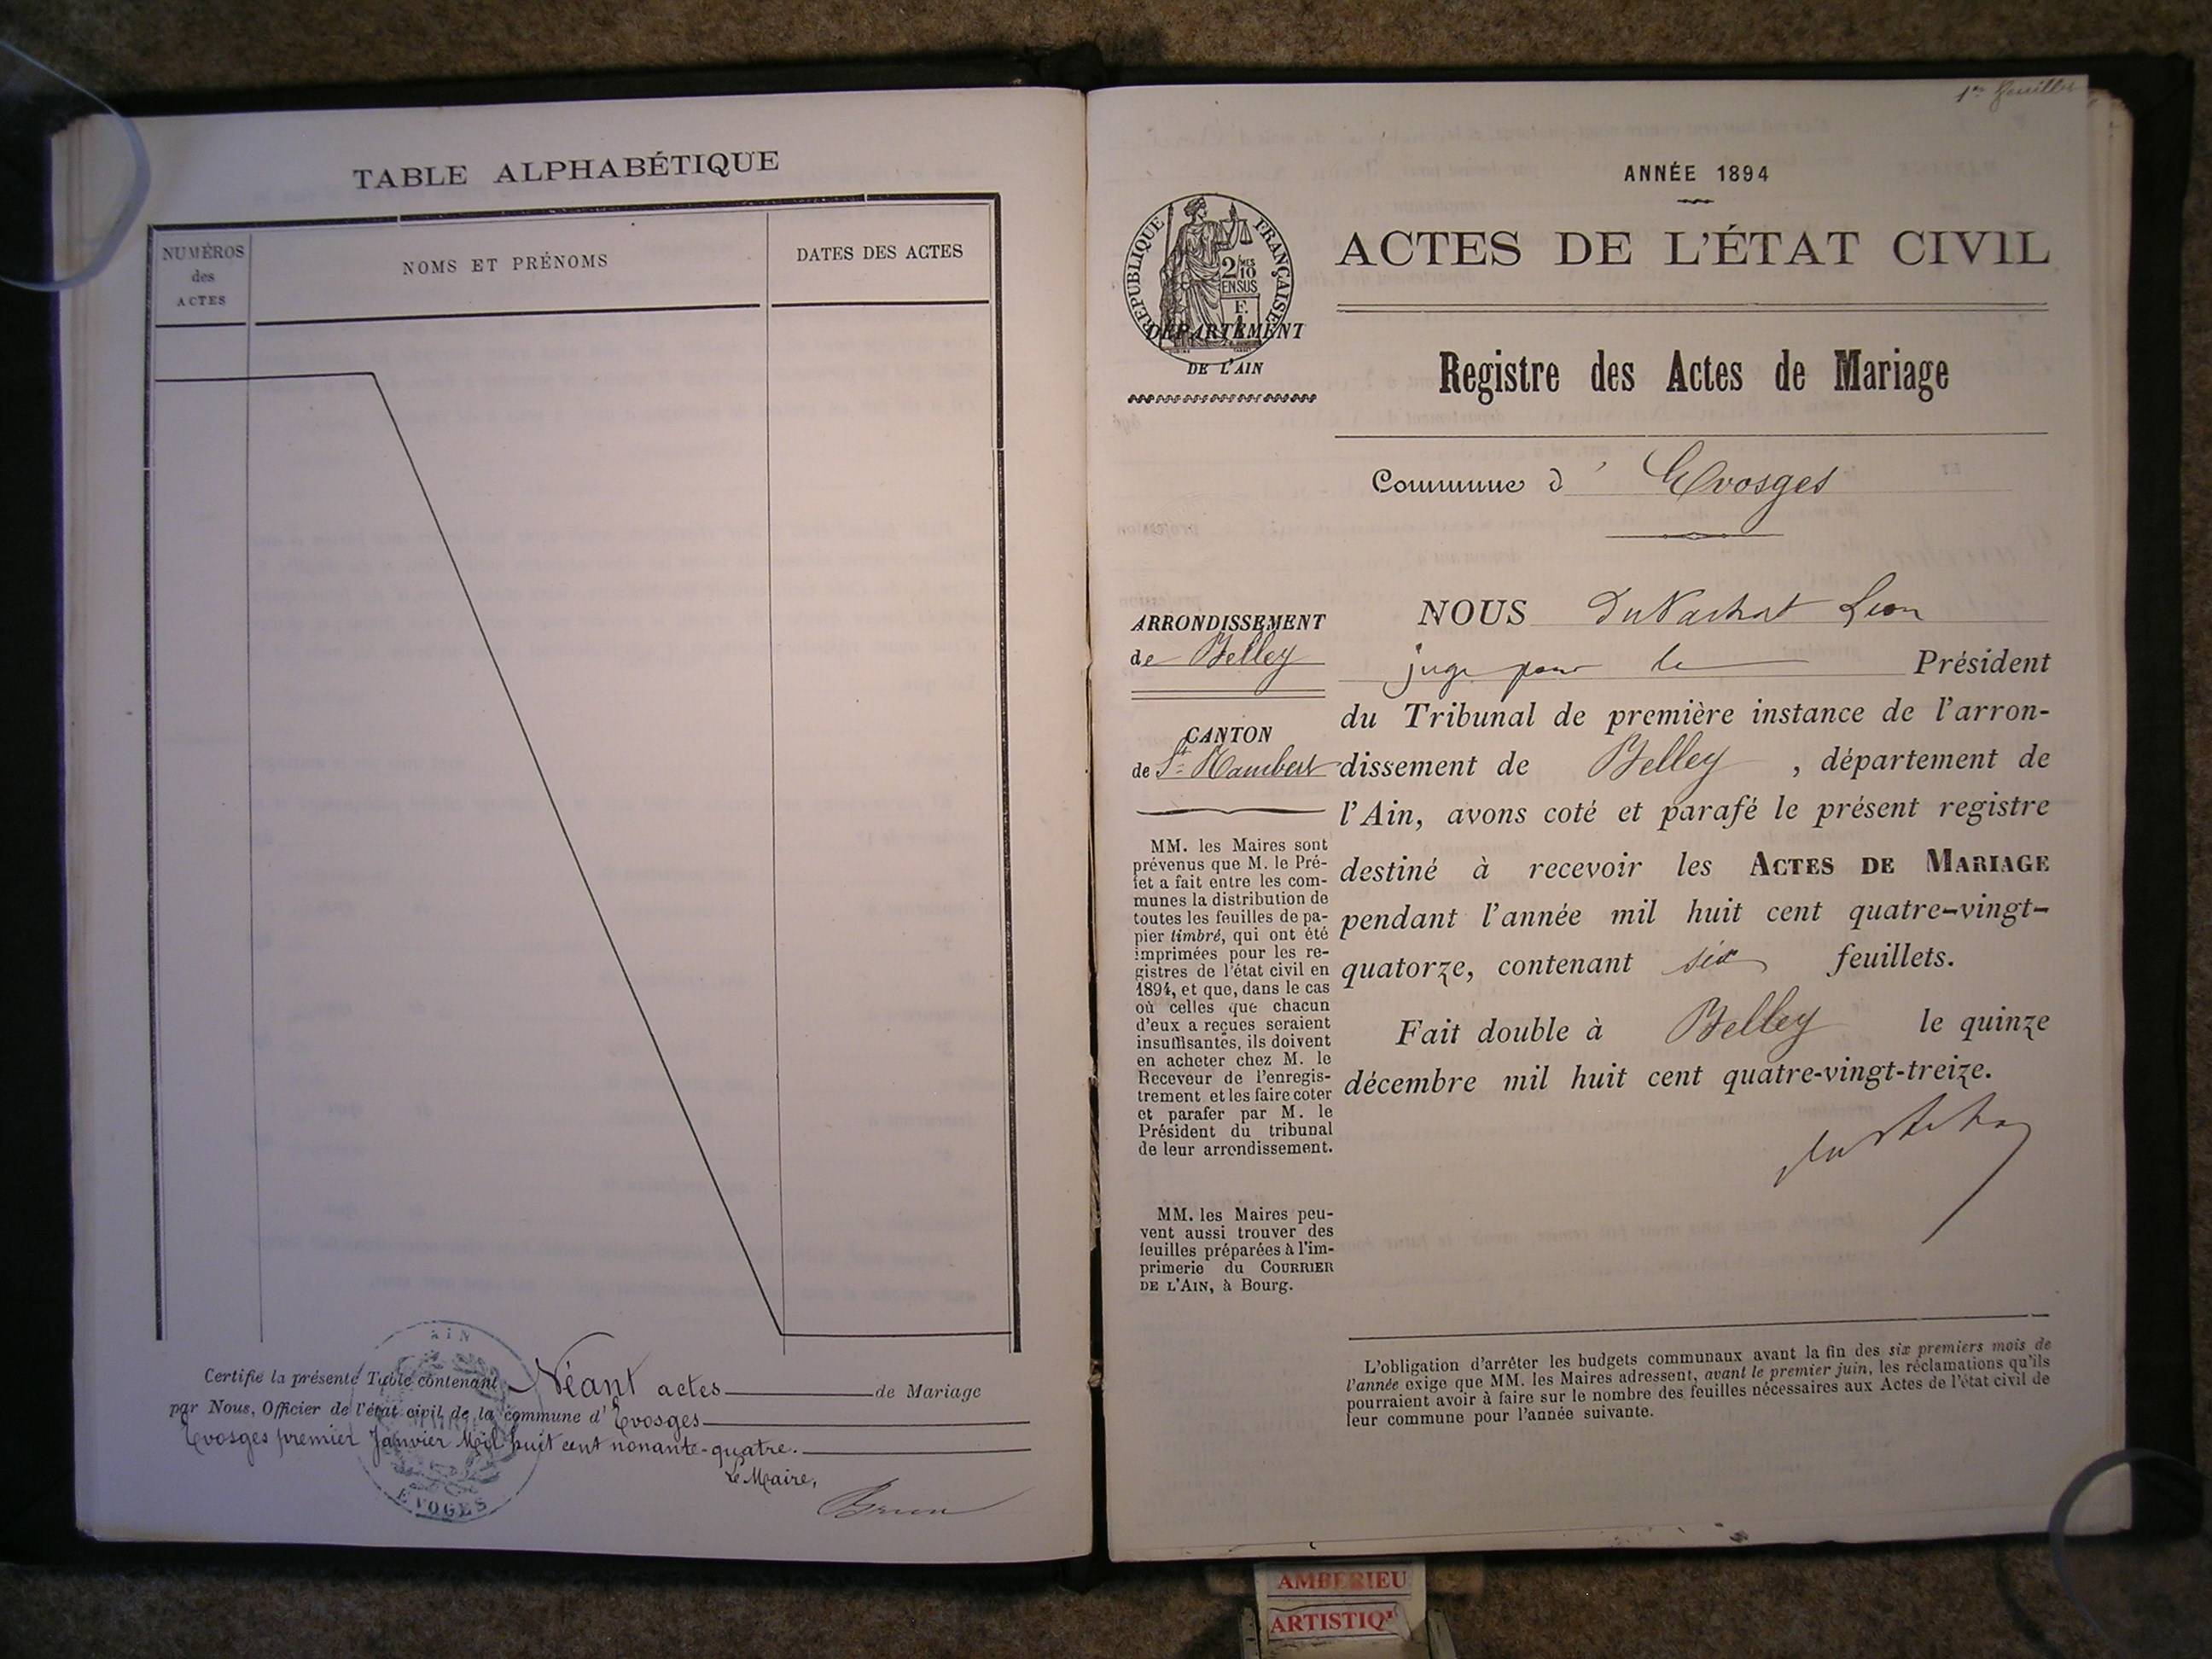 TABLE ALPHABÉTIQUE
NUMÉROS
des
ACTES
NOMS ET PRÉNOMS
DATES DES ACTES
Certifié la présente Table contenant Néant actes de Mariage
par Nous, Officier de l'état civil de la commune d' Evosges
Evosges premier Janvier Mil huit cent nonante-quatre.
Le Maire,
Brun
AIN
EVOGES
1er feuillet
ANNÉE 1894
RÉPUBLIQUE FRANÇAISE
2/10 MES
EN SUS
DÉPARTEMENT
DE L'AIN
ACTES DE L'ÉTAT CIVIL
Registre des Actes de Mariage
Commune d' Evosges
ARRONDISSEMENT
de Belley
CANTON
de St Rambert
MM. les Maires sont
prévenus que M. le Pré-
fet a fait entre les com-
munes la distribution de
toutes les feuilles de pa-
pier timbré, qui ont été
imprimées pour les re-
gistres de l'état civil en
1894, et que, dans le cas
où celles que chacun
d'eux a reçues seraient
insuffisantes, ils doivent
en acheter chez M. le
Receveur de l'enregis-
trement et les faire coter
et parafer par M. le
Président du tribunal
de leur arrondissement.
MM. les Maires peu-
vent aussi trouver des
feuilles préparées à l'im-
primerie du COURRIER
DE L'AIN, à Bourg.
NOUS Léon
juge pour le Président
du Tribunal de première instance de l'arron-
dissement de Belley, département de
l'Ain, avons coté et parafé le présent registre
destiné à recevoir les ACTES DE MARIAGE
pendant l'année mil huit cent quatre-vingt-
quatorze, contenant six feuillets.
Fait double à Belley le quinze
décembre mil huit cent quatre-vingt-treize.
L'obligation d'arrêter les budgets communaux avant la fin des six premiers mois de
l'année exige que MM. les Maires adressent, avant le premier juin, les réclamations qu'ils
pourraient avoir à faire sur le nombre des feuilles nécessaires aux Actes de l'état civil de
leur commune pour l'année suivante.
AMBERIEU
ARTISTIQ